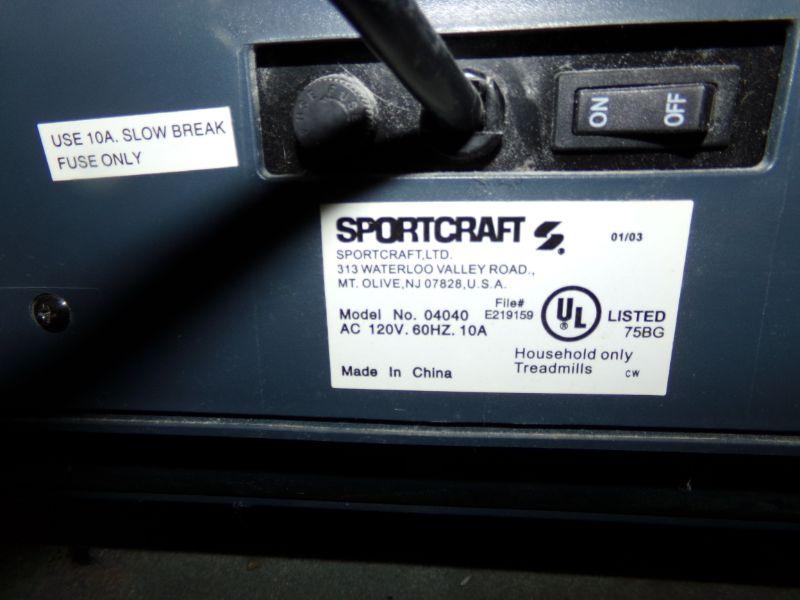 USE 10A. SLOW BREAK
FUSE ONLY
ON OFF
SPORTCRAFT S®
01/03
SPORTCRAFT,LTD.
313 WATERLOO VALLEY ROAD.,
MT. OLIVE,NJ 07828,U.S.A.
Model No. 04040
File#
E219159
AC 120V. 60HZ. 10A
UL®
LISTED
75BG
Household only
Treadmills
Made In China
CW